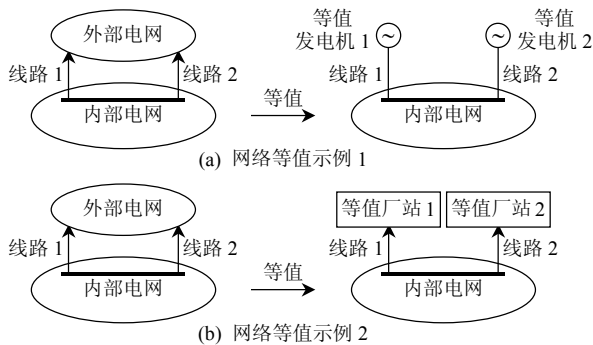 外部电网
线路 1
线路 2
内部电网
等值
等值
发电机 1
等值
发电机 2
线路 1
线路 2
内部电网
(a) 网络等值示例 1
外部电网
线路 1
线路 2
内部电网
等值
等值厂站 1
等值厂站 2
线路 1
线路 2
内部电网
(b) 网络等值示例 2